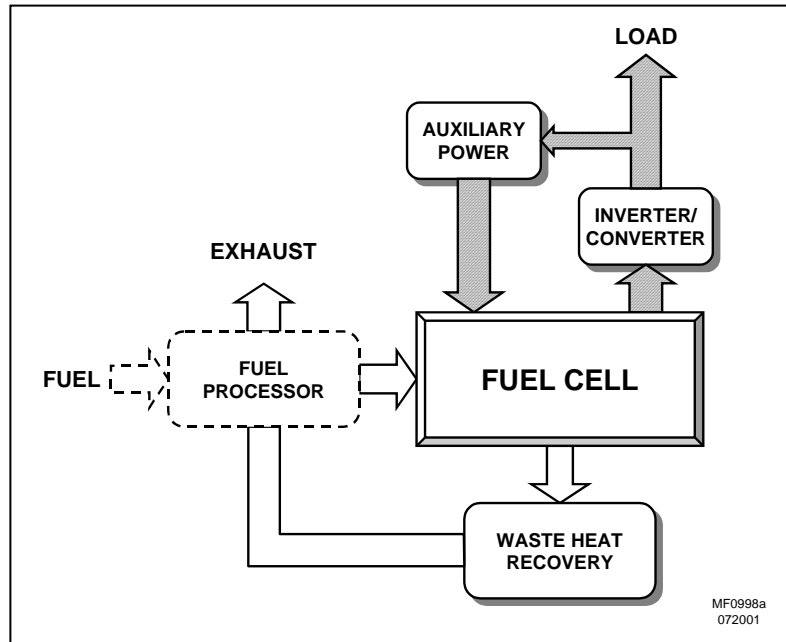 LOAD
AUXILIARY
POWER
INVERTER/
CONVERTER
EXHAUST
FUEL
FUEL
PROCESSOR
FUEL CELL
WASTE HEAT
RECOVERY
MF0998a
072001